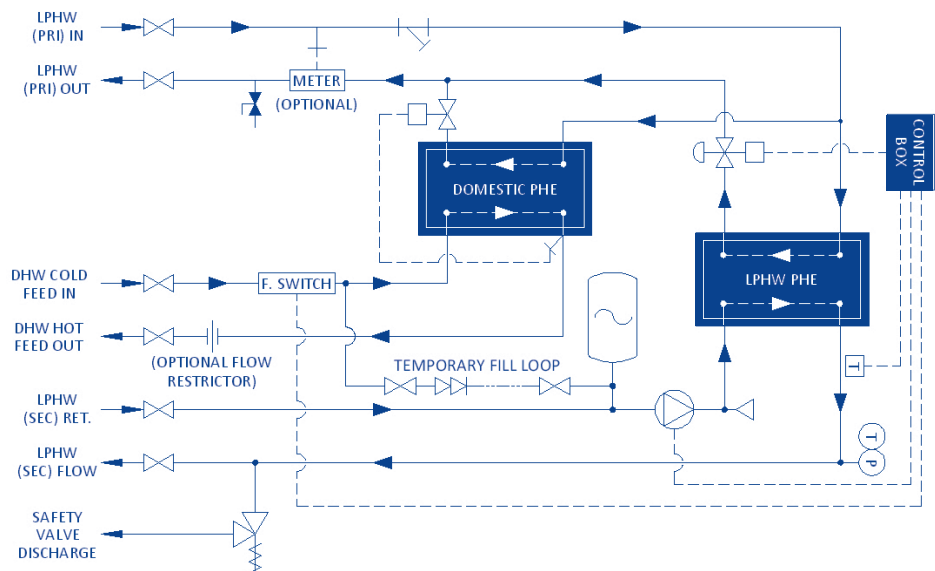 LPHW
(PRI) IN
LPHW
(PRI) OUT
METER
(OPTIONAL)
CONTROL
BOX
DOMESTIC PHE
LPHW PHE
DHW COLD
FEED IN
F. SWITCH
DHW HOT
FEED OUT
(OPTIONAL FLOW
RESTRICTOR)
TEMPORARY FILL LOOP
T
LPHW
(SEC) RET.
T
P
LPHW
(SEC) FLOW
SAFETY
VALVE
DISCHARGE